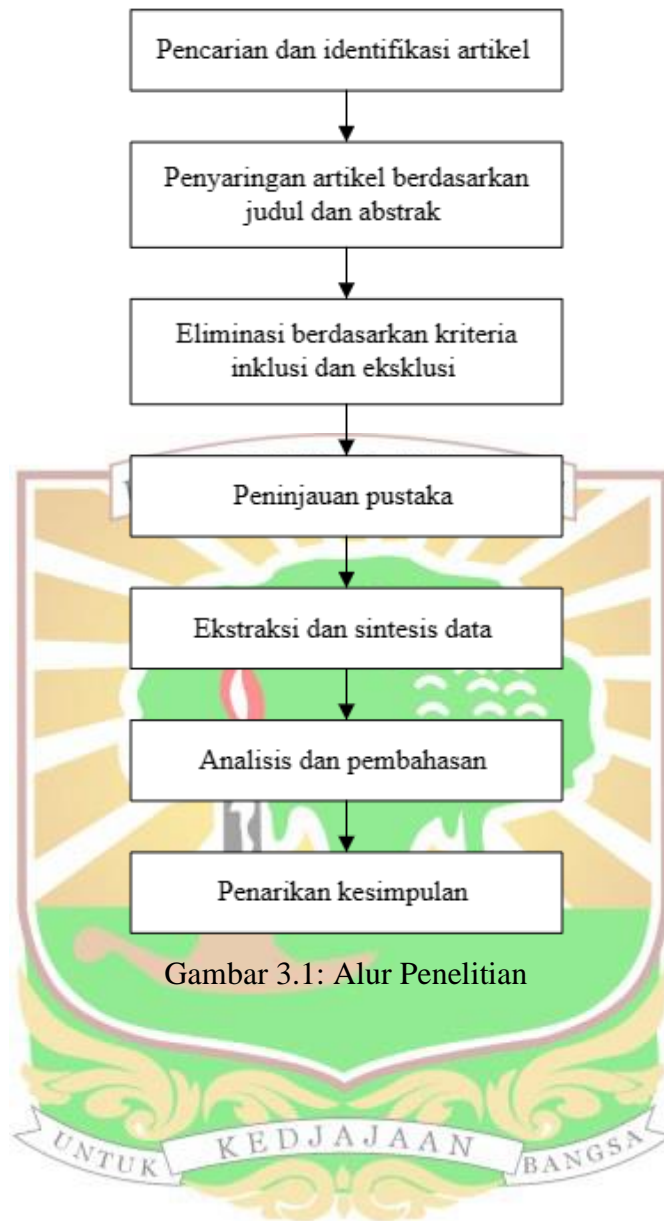 Pencarian dan identifikasi artikel
Penyaringan artikel berdasarkan
judul dan abstrak
Eliminasi berdasarkan kriteria
inklusi dan eksklusi
Peninjauan pustaka
Ekstraksi dan sintesis data
Analisis dan pembahasan
Penarikan kesimpulan
Gambar 3.1: Alur Penelitian
UNTUK KEDJAJAAN BANGSA